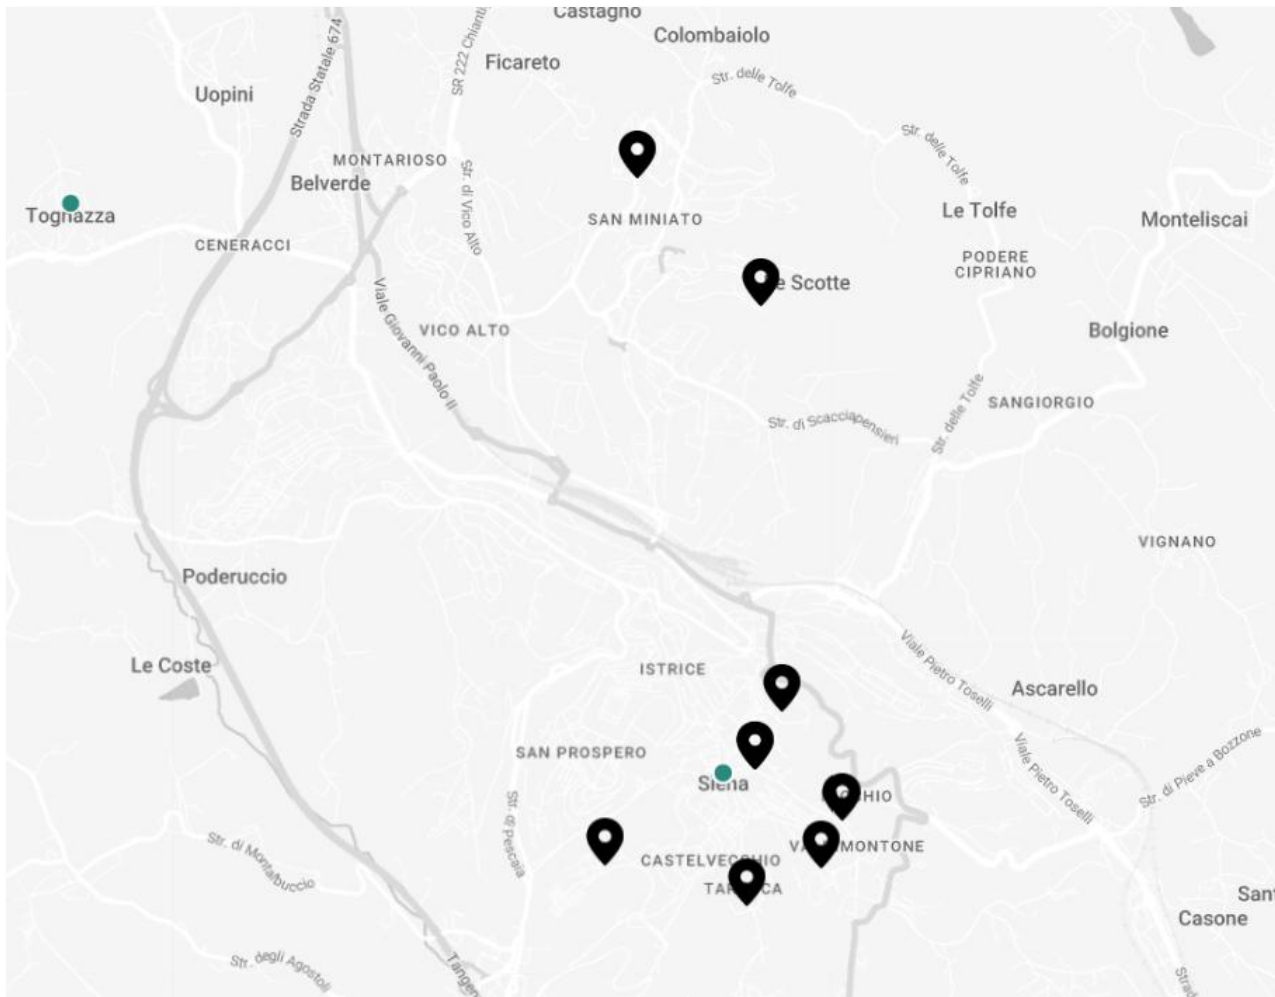 Castagno
Colombaiolo
Strada Statale 674
SR 222 Chianti
Ficareto
Str. delle Tolfe
Uopini
Str. delle Tolfe
MONTARIOSO
Belverde
Str. di Vico Alto
Tognazza
SAN MINIATO
Le Tolfe
Monteliscai
CENERACCI
PODERE
CIPRIANO
Scotte
Viale Giovanni Paolo II
VICO ALTO
Bolgione
Str. delle Tolfe
SANGIORGIO
Str. di Scacciapensieri
VIGNANO
Poderuccio
Le Coste
ISTRICE
Viale Pietro Toselli
Ascarello
SAN PROSPERO
Siena
Viale Pietro Toselli
Str. di Pieve a Bozzone
Str. di Pescaia
Str. di Montalbuccio
CASTELVECCHIO
MONTONE
Casone
Str. degli Agostoli